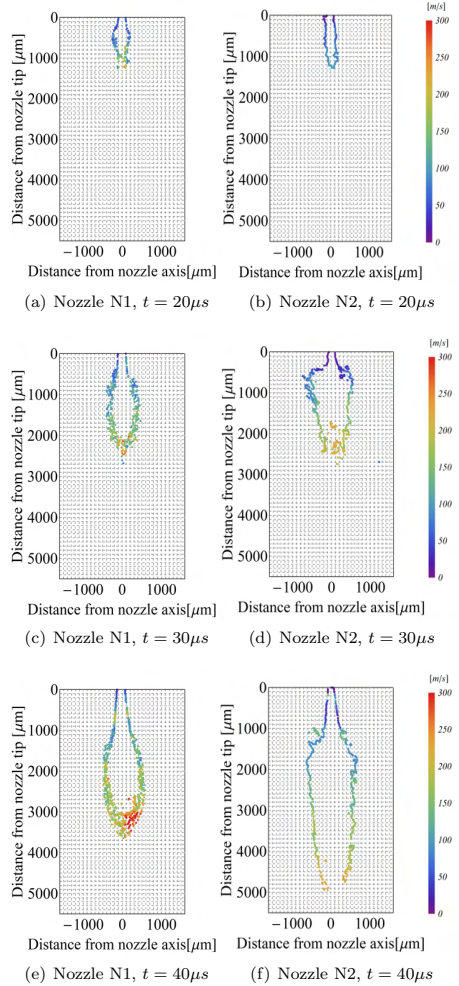 [m/s]
0 0 300
1000 1000 250
2000 2000 200
3000 3000 150
4000 4000 100
5000 5000 50
0
Distance from nozzle tip [μm] Distance from nozzle tip [μm]
−1000 0 1000 −1000 0 1000
Distance from nozzle axis[μm] Distance from nozzle axis[μm]
(a) Nozzle N1, t = 20μs (b) Nozzle N2, t = 20μs
[m/s]
0 0 300
1000 1000 250
2000 2000 200
3000 3000 150
4000 4000 100
5000 5000 50
0
Distance from nozzle tip [μm] Distance from nozzle tip [μm]
−1000 0 1000 −1000 0 1000
Distance from nozzle axis[μm] Distance from nozzle axis[μm]
(c) Nozzle N1, t = 30μs (d) Nozzle N2, t = 30μs
[m/s]
0 0 300
1000 1000 250
2000 2000 200
3000 3000 150
4000 4000 100
5000 5000 50
0
Distance from nozzle tip [μm] Distance from nozzle tip [μm]
−1000 0 1000 −1000 0 1000
Distance from nozzle axis[μm] Distance from nozzle axis[μm]
(e) Nozzle N1, t = 40μs (f) Nozzle N2, t = 40μs